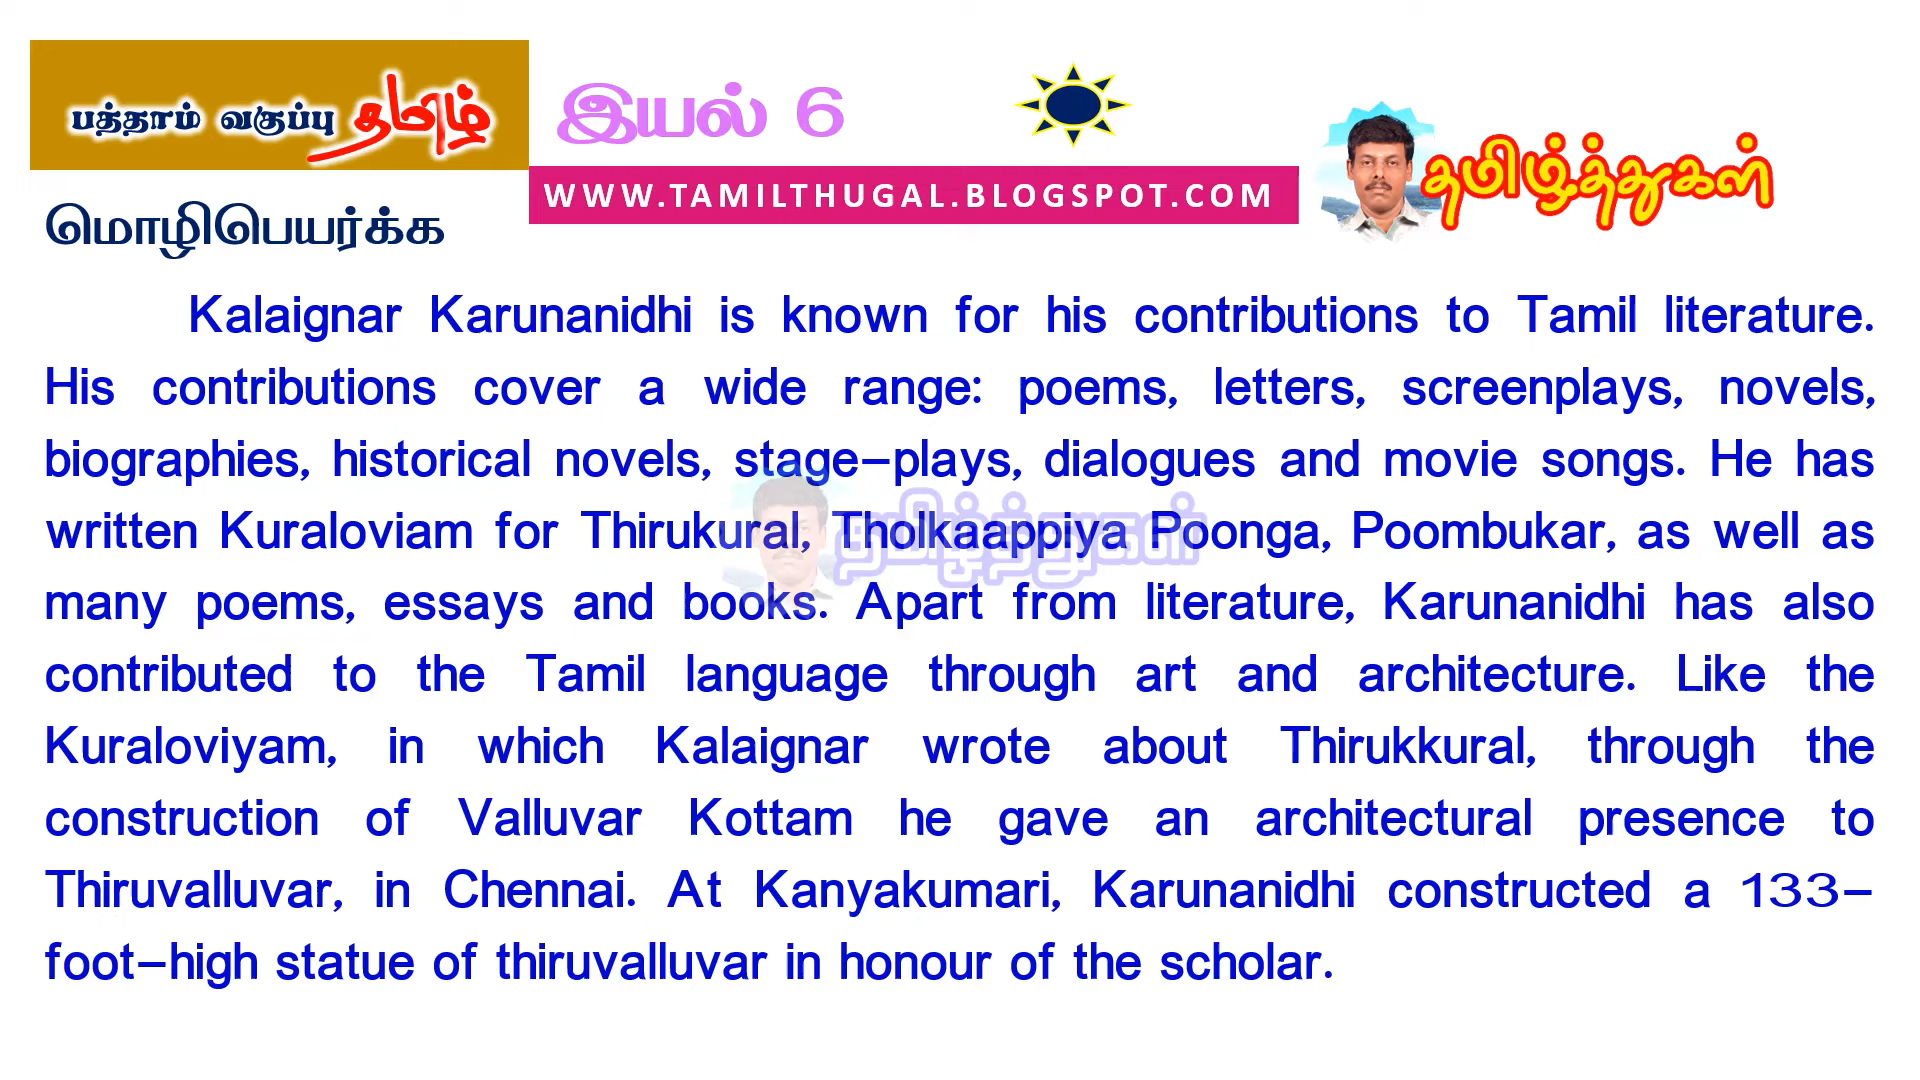 பத்தாம் வகுப்பு தமிழ்
இயல் 6
WWW.TAMILTHUGAL.BLOGSPOT.COM
தமிழ்த்துகள்
மொழிபெயர்க்க
Kalaignar Karunanidhi is known for his contributions to Tamil literature.
His contributions cover a wide range: poems, letters, screenplays, novels,
biographies, historical novels, stage-plays, dialogues and movie songs. He has
written Kuraloviam for Thirukural, Tholkaappiya Poonga, Poombukar, as well as
many poems, essays and books. Apart from literature, Karunanidhi has also
contributed to the Tamil language through art and architecture. Like the
Kuraloviyam, in which Kalaignar wrote about Thirukkural, through the
construction of Valluvar Kottam he gave an architectural presence to
Thiruvalluvar, in Chennai. At Kanyakumari, Karunanidhi constructed a 133-
foot-high statue of thiruvalluvar in honour of the scholar.
தமிழ்த்துகள்